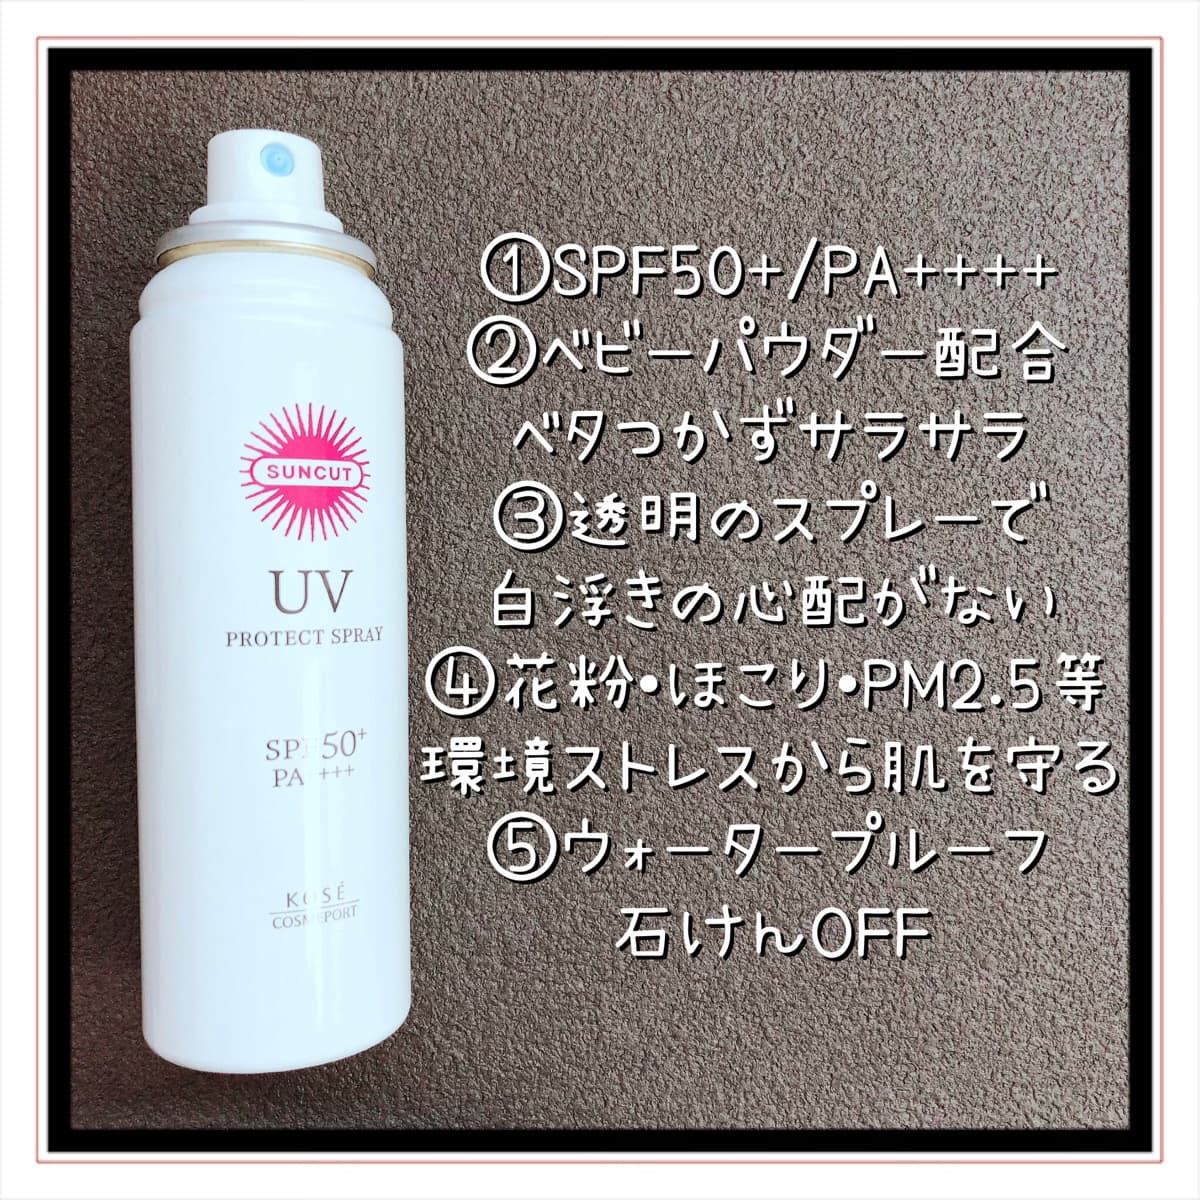 SUNCUT
UV
PROTECT SPRAY
SPF50+
PA++++
KOSÉ
COSMEPORT
①SPF50+/PA++++
②ベビーパウダー配合
ベタつかずサラサラ
③透明のスプレーで
白浮きの心配がない
④花粉•ほこり•PM2.5等
環境ストレスから肌を守る
⑤ウォータープルーフ
石けんOFF